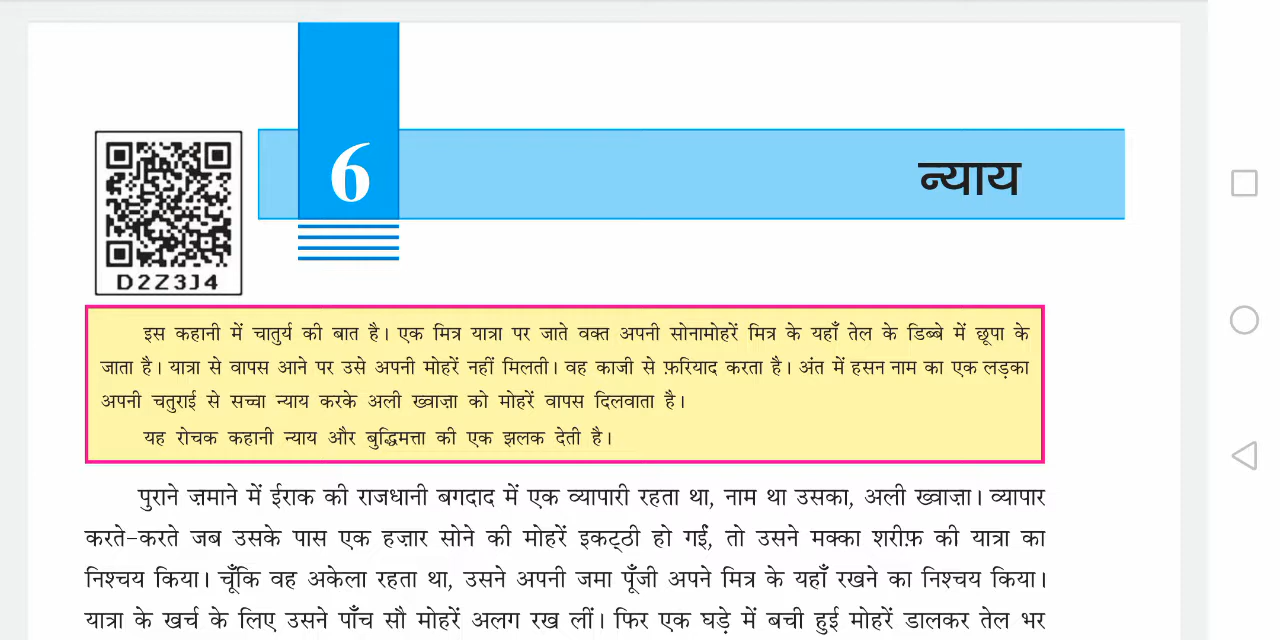 6
न्याय
D2Z3J4
इस कहानी में चातुर्य की बात है। एक मित्र यात्रा पर जाते वक्त अपनी सोनामोहरें मित्र के यहाँ तेल के डिब्बे में छूपा के
जाता है। यात्रा से वापस आने पर उसे अपनी मोहरें नहीं मिलती। वह काजी से फ़रियाद करता है। अंत में हसन नाम का एक लड़का
अपनी चतुराई से सच्चा न्याय करके अली ख्वाज़ा को मोहरें वापस दिलवाता है।
यह रोचक कहानी न्याय और बुद्धिमत्ता की एक झलक देती है।
पुराने ज़माने में ईराक की राजधानी बगदाद में एक व्यापारी रहता था, नाम था उसका, अली ख्वाज़ा। व्यापार
करते-करते जब उसके पास एक हज़ार सोने की मोहरें इकट्ठी हो गईं, तो उसने मक्का शरीफ़ की यात्रा का
निश्चय किया। चूँकि वह अकेला रहता था, उसने अपनी जमा पूँजी अपने मित्र के यहाँ रखने का निश्चय किया।
यात्रा के खर्च के लिए उसने पाँच सौ मोहरें अलग रख लीं। फिर एक घड़े में बची हुई मोहरें डालकर तेल भर